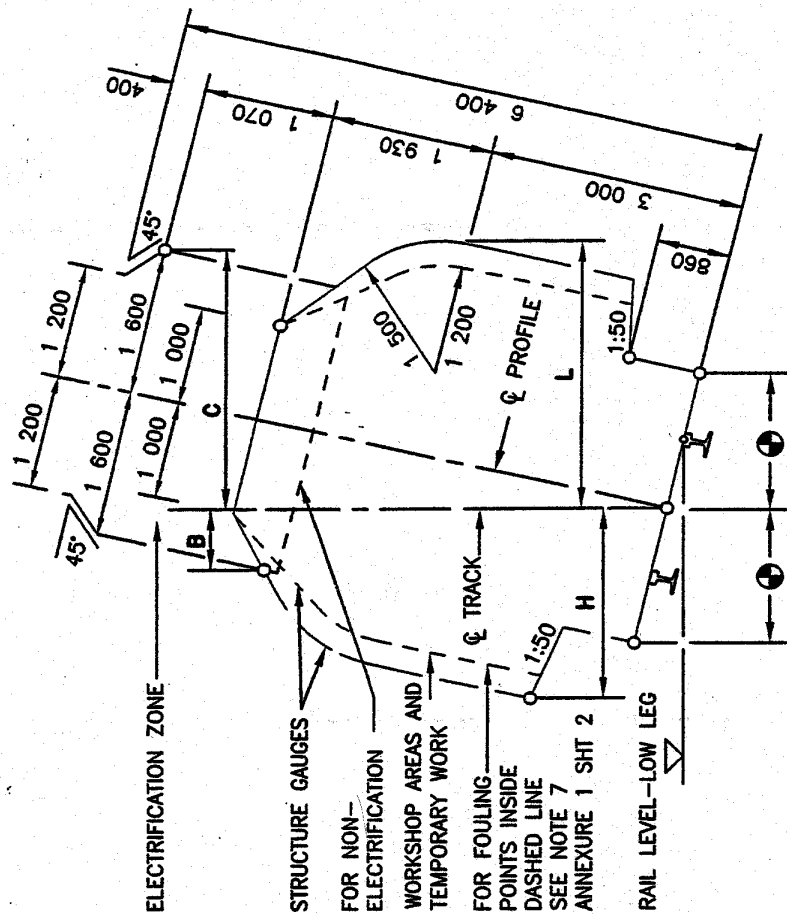 ELECTRIFICATION ZONE
STRUCTURE GAUGES
FOR NON-
ELECTRIFICATION
WORKSHOP AREAS AND
TEMPORARY WORK
FOR FOULING
POINTS INSIDE
DASHED LINE
SEE NOTE 7
ANNEXURE 1 SHT 2
RAIL LEVEL-LOW LEG
45°
1 200
1 200
1 600
1 600
1 000
1 000
45°
400
1 070
1 930
3 000
6 400
860
B
C
1 500
1 200
℄ PROFILE
L
℄ TRACK
H
1:50
1:50